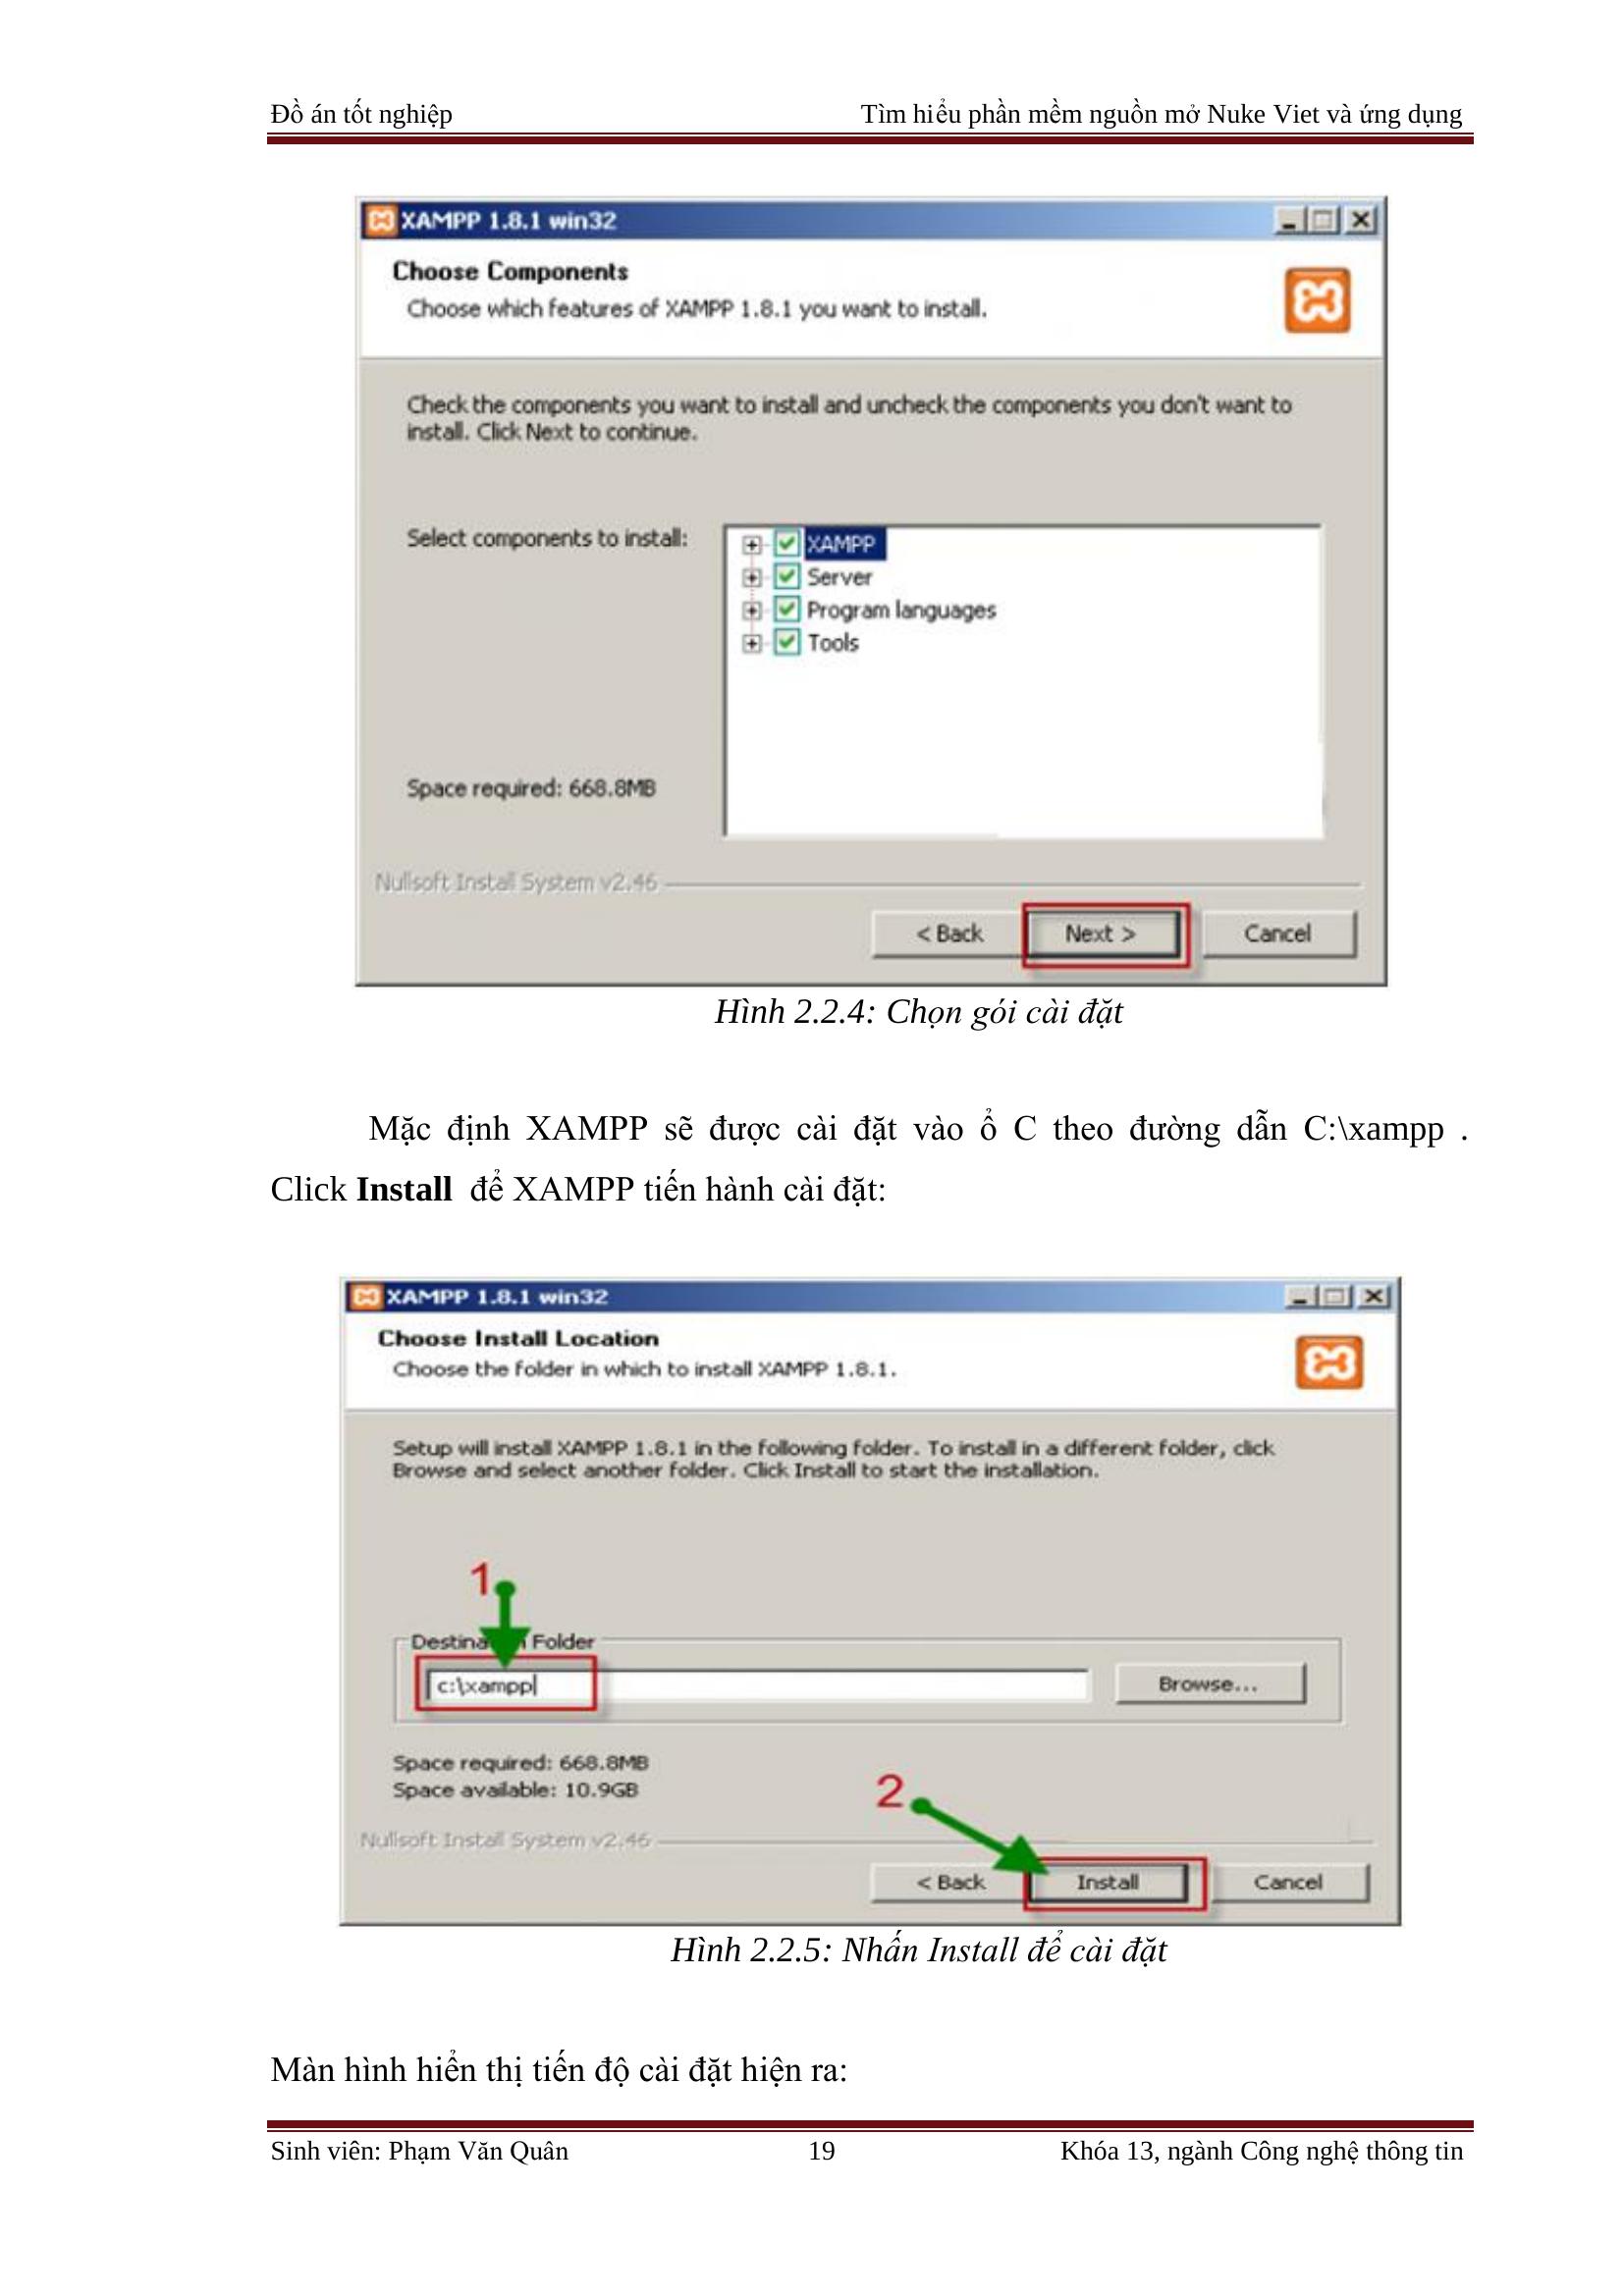 Đồ án tốt nghiệp Tìm hiểu phần mềm nguồn mở Nuke Viet và ứng dụng
XAMPP 1.8.1 win32
Choose Components
Choose which features of XAMPP 1.8.1 you want to install.
Check the components you want to install and uncheck the components you don't want to
install. Click Next to continue.
Select components to install:
XAMPP
Server
Program languages
Tools
Space required: 668.8MB
Nullsoft Install System v2.46
< Back Next > Cancel
Hình 2.2.4: Chọn gói cài đặt
Mặc định XAMPP sẽ được cài đặt vào ổ C theo đường dẫn C:\xampp .
Click Install để XAMPP tiến hành cài đặt:
XAMPP 1.8.1 win32
Choose Install Location
Choose the folder in which to install XAMPP 1.8.1.
Setup will install XAMPP 1.8.1 in the following folder. To install in a different folder, click
Browse and select another folder. Click Install to start the installation.
1
Folder
c:\xampp
Browse...
Space required: 668.8MB
Space available: 10.9GB
2
Nullsoft Install System v2.46
< Back Install Cancel
Hình 2.2.5: Nhấn Install để cài đặt
Màn hình hiển thị tiến độ cài đặt hiện ra:
Sinh viên: Phạm Văn Quân 19 Khóa 13, ngành Công nghệ thông tin